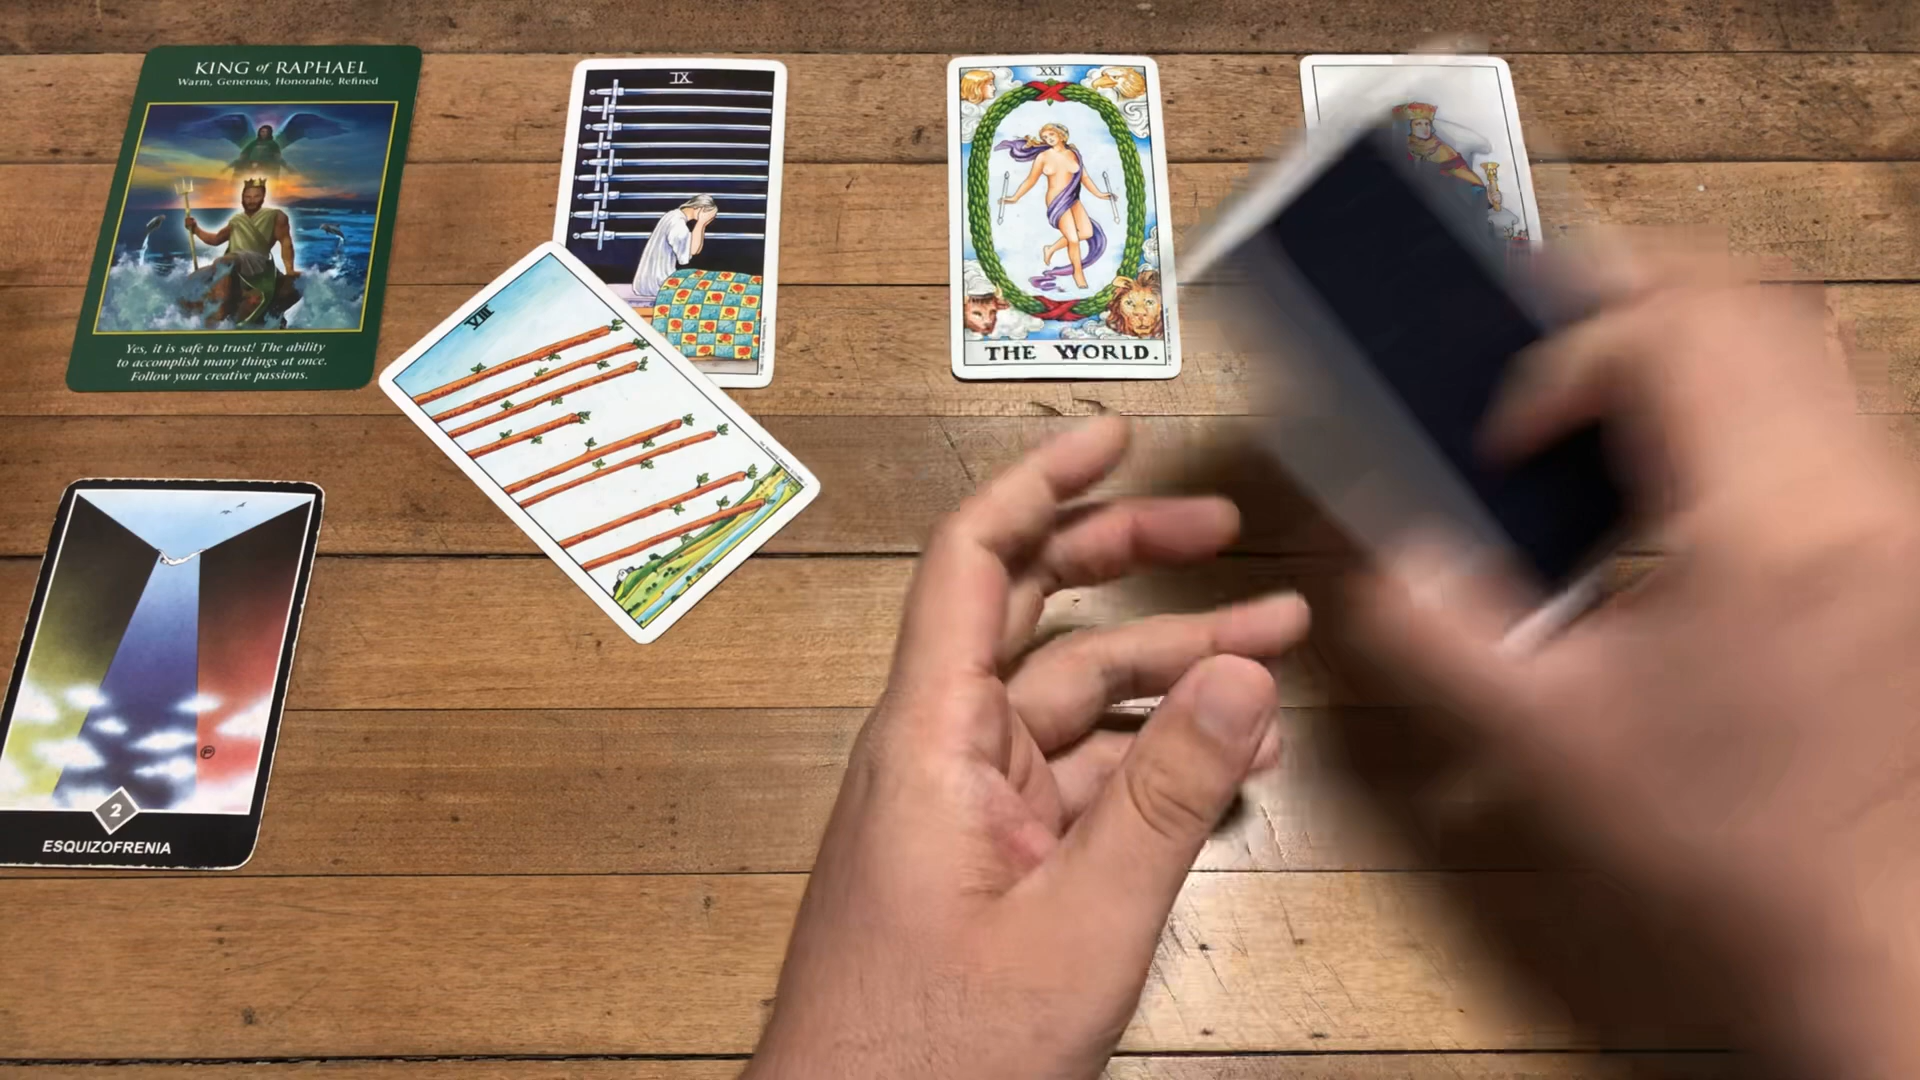 KING of RAPHAEL
Warm, Generous, Honorable, Refined
Yes, it is safe to trust! The ability
to accomplish many things at once.
Follow your creative passions.
IX
XXI
THE WORLD.
VIII
2
ESQUIZOFRENIA